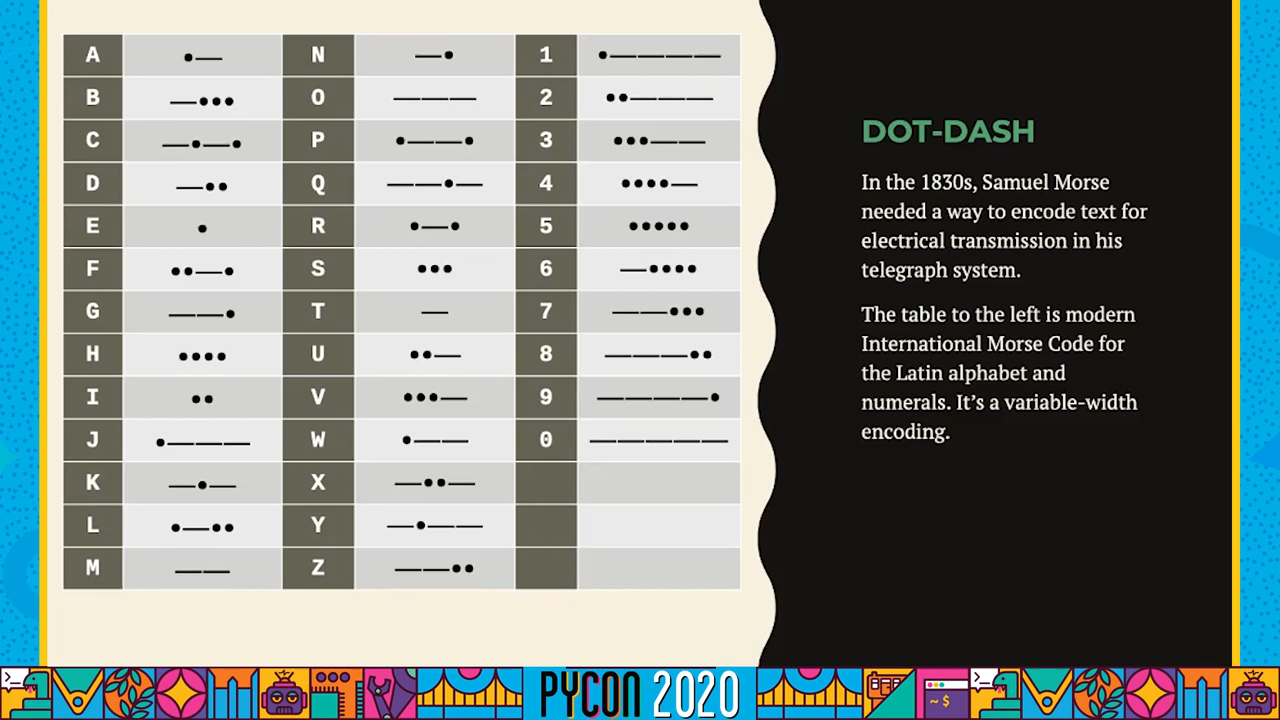 A •— N —• 1 •————
B —••• O ——— 2 ••———
C —•—• P •——• 3 •••——
D —•• Q ——•— 4 ••••—
E • R •—• 5 •••••
F ••—• S ••• 6 —••••
G ——• T — 7 ——•••
H •••• U ••— 8 ———••
I •• V •••— 9 ————•
J •——— W •—— 0 —————
K —•— X —••—
L •—•• Y —•——
M —— Z ——••
DOT-DASH
In the 1830s, Samuel Morse
needed a way to encode text for
electrical transmission in his
telegraph system.
The table to the left is modern
International Morse Code for
the Latin alphabet and
numerals. It’s a variable-width
encoding.
~ $
PYCON 2020